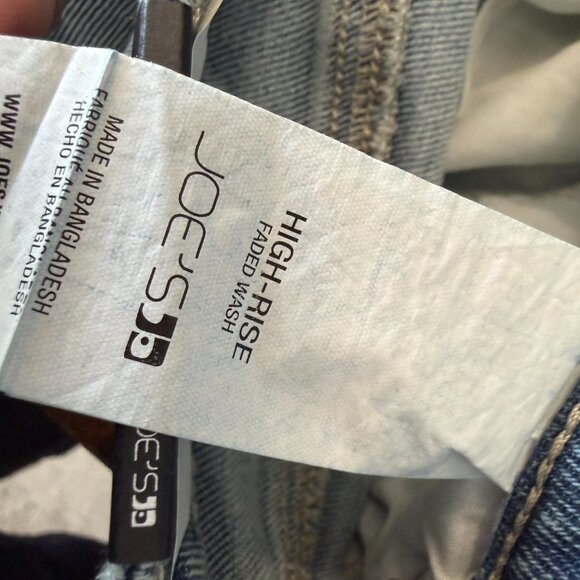 JOE'S
HIGH-RISE
FADED WASH
MADE IN BANGLADESH
FABRIQUÉ AU BANGLADESH
HECHO EN BANGLADESH
JOE'S